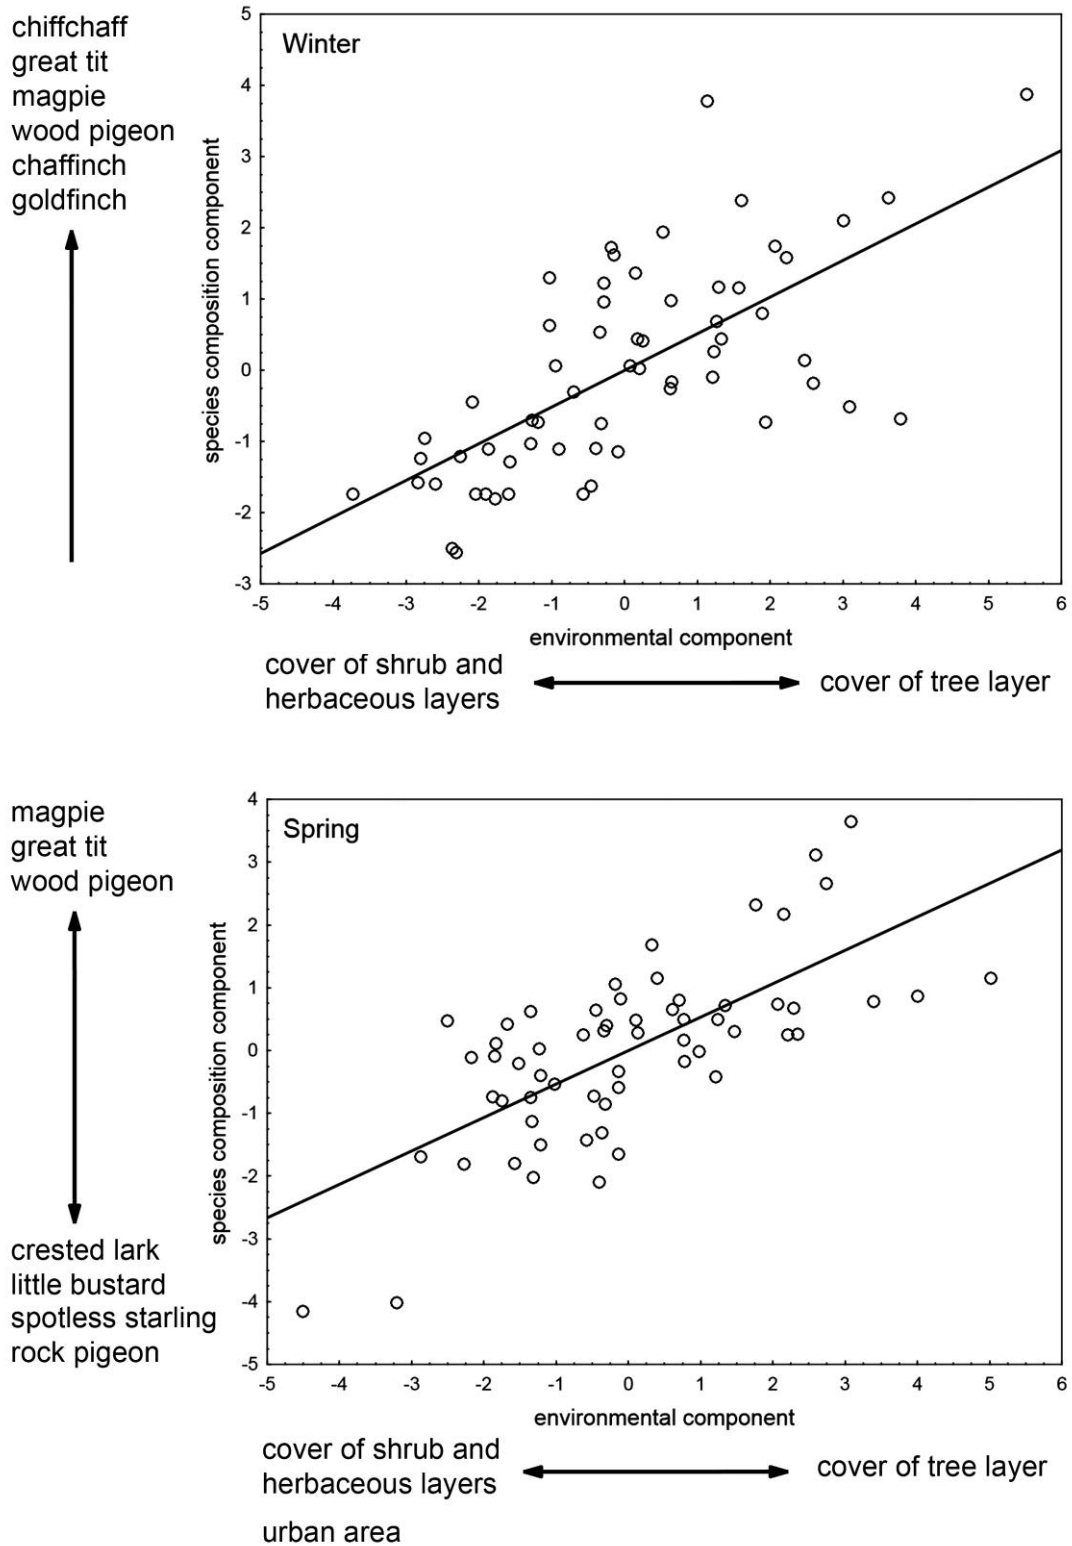 chiffchaff
great tit
magpie
wood pigeon
chaffinch
goldfinch
Winter
species composition component
5
4
3
2
1
0
-1
-2
-3
-5 -4 -3 -2 -1 0 1 2 3 4 5 6
environmental component
cover of shrub and
herbaceous layers
cover of tree layer
magpie
great tit
wood pigeon
crested lark
little bustard
spotless starling
rock pigeon
Spring
species composition component
4
3
2
1
0
-1
-2
-3
-4
-5
-5 -4 -3 -2 -1 0 1 2 3 4 5 6
environmental component
cover of shrub and
herbaceous layers
urban area
cover of tree layer